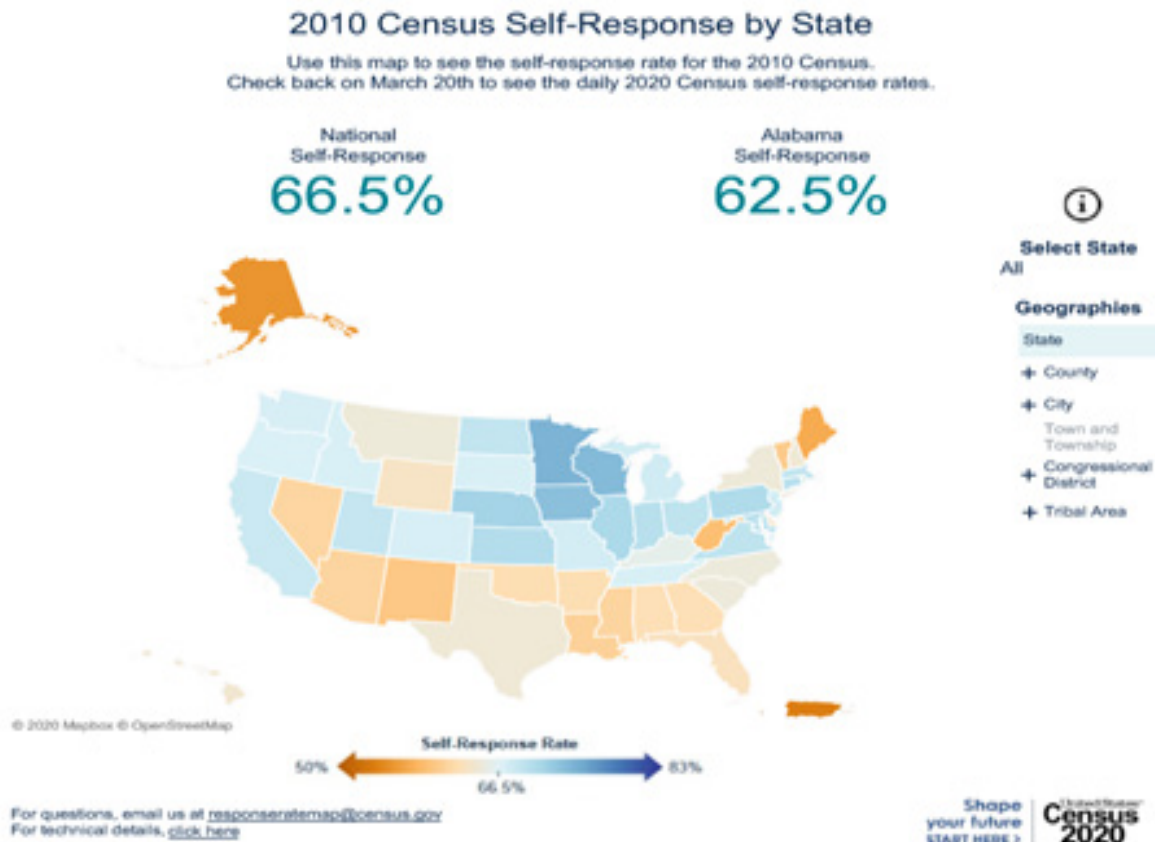 2010 Census Self-Response by State
Use this map to see the self-response rate for the 2010 Census.
Check back on March 20th to see the daily 2020 Census self-response rates.
National
Self-Response
66.5%
Alabama
Self-Response
62.5%
i
Select State
All
Geographies
State
+ County
+ City
Town and
Township
+ Congressional
District
+ Tribal Area
© 2020 Mapbox © OpenStreetMap
Self-Response Rate
50%
83%
66.5%
For questions, email us at responseratemap@census.gov
For technical details, click here
Shape
your future
START HERE >
United States
Census
2020